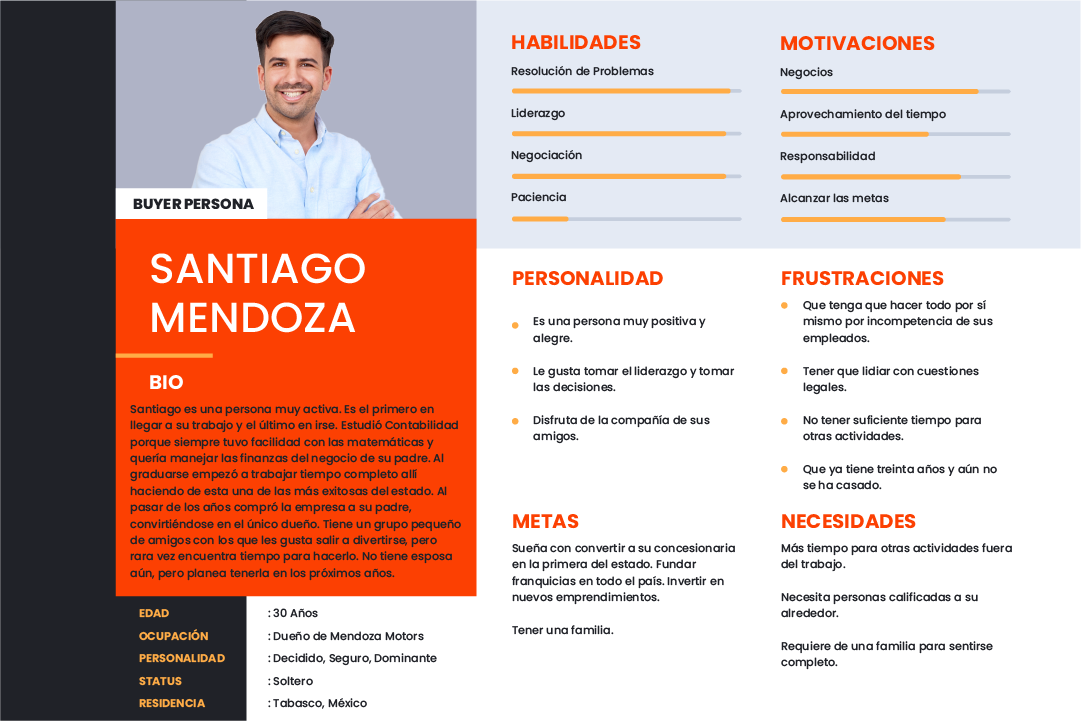 BUYER PERSONA
SANTIAGO
MENDOZA
BIO
Santiago es una persona muy activa. Es el primero en
llegar a su trabajo y el último en irse. Estudió Contabilidad
porque siempre tuvo facilidad con las matemáticas y
quería manejar las finanzas del negocio de su padre. Al
graduarse empezó a trabajar tiempo completo allí
haciendo de esta una de las más exitosas del estado. Al
pasar de los años compró la empresa a su padre,
convirtiéndose en el único dueño. Tiene un grupo pequeño
de amigos con los que les gusta salir a divertirse, pero
rara vez encuentra tiempo para hacerlo. No tiene esposa
aún, pero planea tenerla en los próximos años.
EDAD : 30 Años
OCUPACIÓN : Dueño de Mendoza Motors
PERSONALIDAD : Decidido, Seguro, Dominante
STATUS : Soltero
RESIDENCIA : Tabasco, México
HABILIDADES
Resolución de Problemas
Liderazgo
Negociación
Paciencia
MOTIVACIONES
Negocios
Aprovechamiento del tiempo
Responsabilidad
Alcanzar las metas
PERSONALIDAD
Es una persona muy positiva y
alegre.
Le gusta tomar el liderazgo y tomar
las decisiones.
Disfruta de la compañía de sus
amigos.
FRUSTRACIONES
Que tenga que hacer todo por sí
mismo por incompetencia de sus
empleados.
Tener que lidiar con cuestiones
legales.
No tener suficiente tiempo para
otras actividades.
Que ya tiene treinta años y aún no
se ha casado.
METAS
Sueña con convertir a su concesionaria
en la primera del estado. Fundar
franquicias en todo el país. Invertir en
nuevos emprendimientos.
Tener una familia.
NECESIDADES
Más tiempo para otras actividades fuera
del trabajo.
Necesita personas calificadas a su
alrededor.
Requiere de una familia para sentirse
completo.